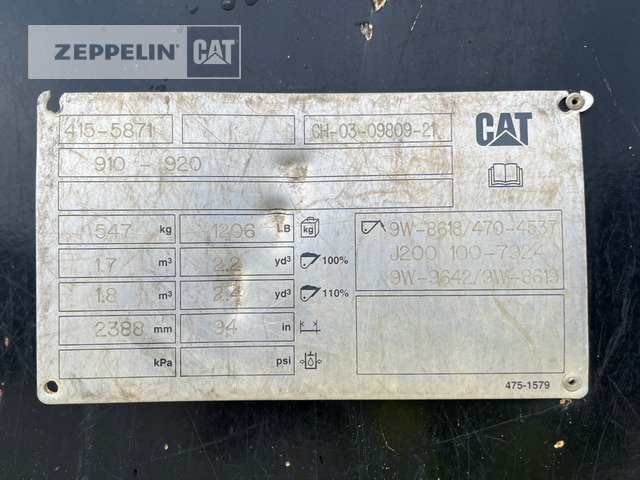 ZEPPELIN CAT
415-5871 CH-03-09809-21 CAT
910 - 920
547 kg 1206 LB kg 9W-8618/470-4537
1.7 m³ 2.2 yd³ 100% J200 100-7924
1.8 m³ 2.4 yd³ 110% 9W-9642/9W-8619
2388 mm 94 in
kPa psi
475-1579